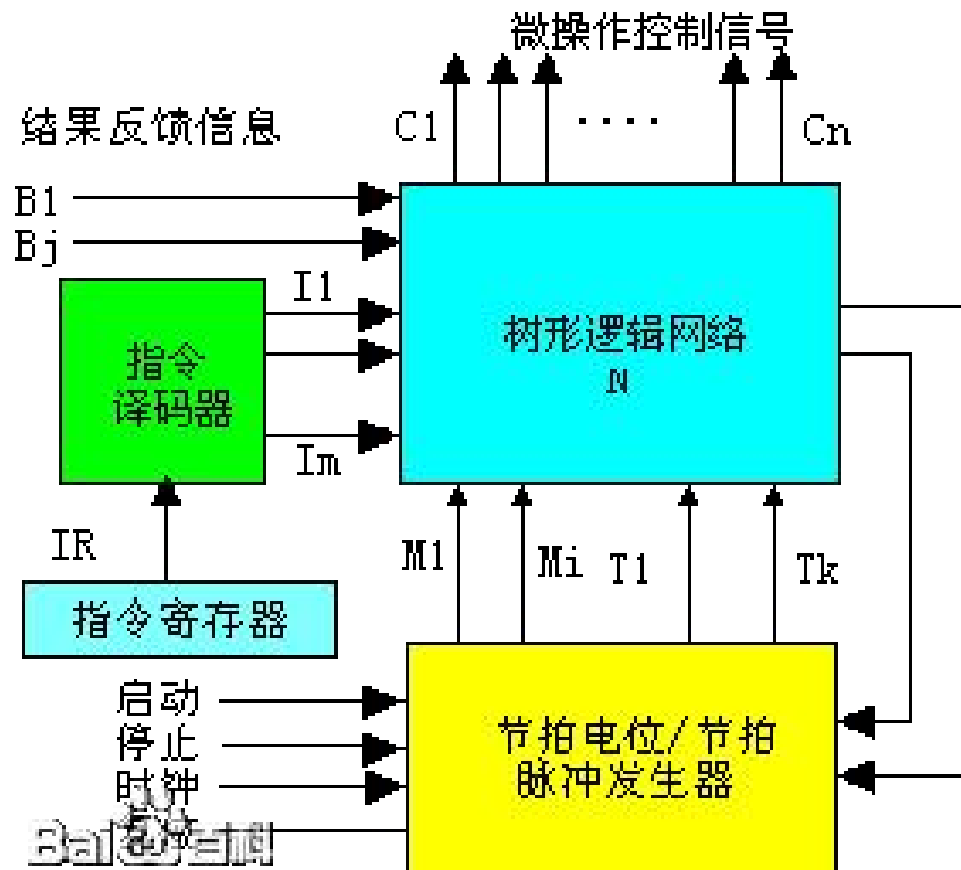 微操作控制信号
结果反馈信息
C1
....
Cn
B1
Bj
I1
树形逻辑网络
N
指令
译码器
Im
IR
M1
Mi
T1
Tk
指令寄存器
启动
停止
时钟
节拍电位/节拍
脉冲发生器